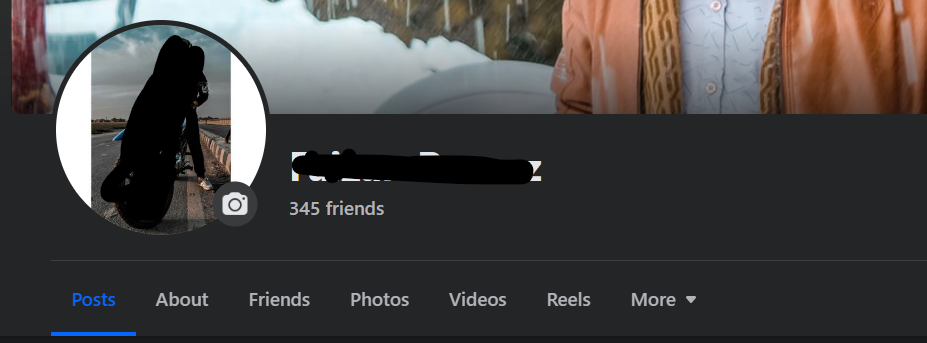 345 friends
Posts About Friends Photos Videos Reels More